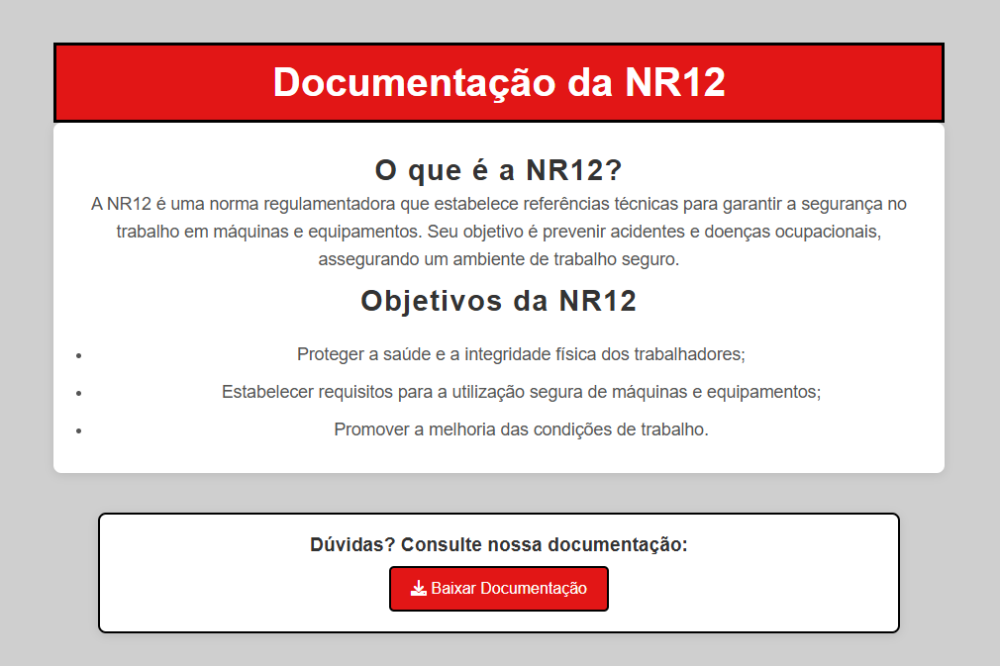 Documentação da NR12
O que é a NR12?
A NR12 é uma norma regulamentadora que estabelece referências técnicas para garantir a segurança no
trabalho em máquinas e equipamentos. Seu objetivo é prevenir acidentes e doenças ocupacionais,
assegurando um ambiente de trabalho seguro.
Objetivos da NR12
• Proteger a saúde e a integridade física dos trabalhadores;
• Estabelecer requisitos para a utilização segura de máquinas e equipamentos;
• Promover a melhoria das condições de trabalho.
Dúvidas? Consulte nossa documentação:
Baixar Documentação